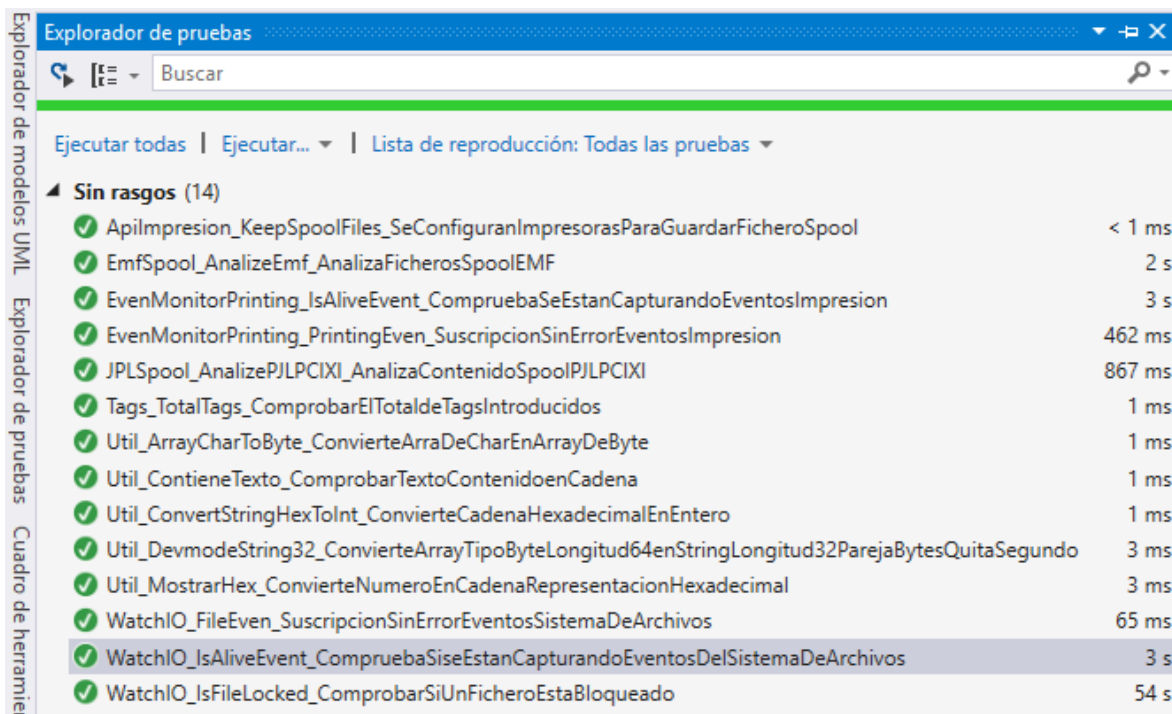 Explorador de modelos UML
Explorador de pruebas
Cuadro de herramier
Explorador de pruebas
Buscar
Ejecutar todas | Ejecutar... | Lista de reproducción: Todas las pruebas
Sin rasgos (14)
ApiImpresion_KeepSpoolFiles_SeConfiguranImpresorasParaGuardarFicheroSpool < 1 ms
EmfSpool_AnalizeEmf_AnalizaFicherosSpoolEMF 2 s
EvenMonitorPrinting_IsAliveEvent_CompruebaSeEstanCapturandoEventosImpresion 3 s
EvenMonitorPrinting_PrintingEven_SuscripcionSinErrorEventosImpresion 462 ms
JPLSpool_AnalizePJLPClXl_AnalizaContenidoSpoolPJLPClXl 867 ms
Tags_TotalTags_ComprobarElTotaldeTagsIntroducidos 1 ms
Util_ArrayCharToByte_ConvierteArraDeCharEnArrayDeByte 1 ms
Util_ContieneTexto_ComprobarTextoContenidoenCadena 1 ms
Util_ConvertStringHexToInt_ConvierteCadenaHexadecimalEnEntero 1 ms
Util_DevmodeString32_ConvierteArrayTipoByteLongitud64enStringLongitud32ParejaBytesQuitaSegundo 3 ms
Util_MostrarHex_ConvierteNumeroEnCadenaRepresentacionHexadecimal 3 ms
WatchIO_FileEven_SuscripcionSinErrorEventosSistemaDeArchivos 65 ms
WatchIO_IsAliveEvent_CompruebaSiseEstanCapturandoEventosDelSistemaDeArchivos 3 s
WatchIO_IsFileLocked_ComprobarSiUnFicheroEstaBloqueado 54 s